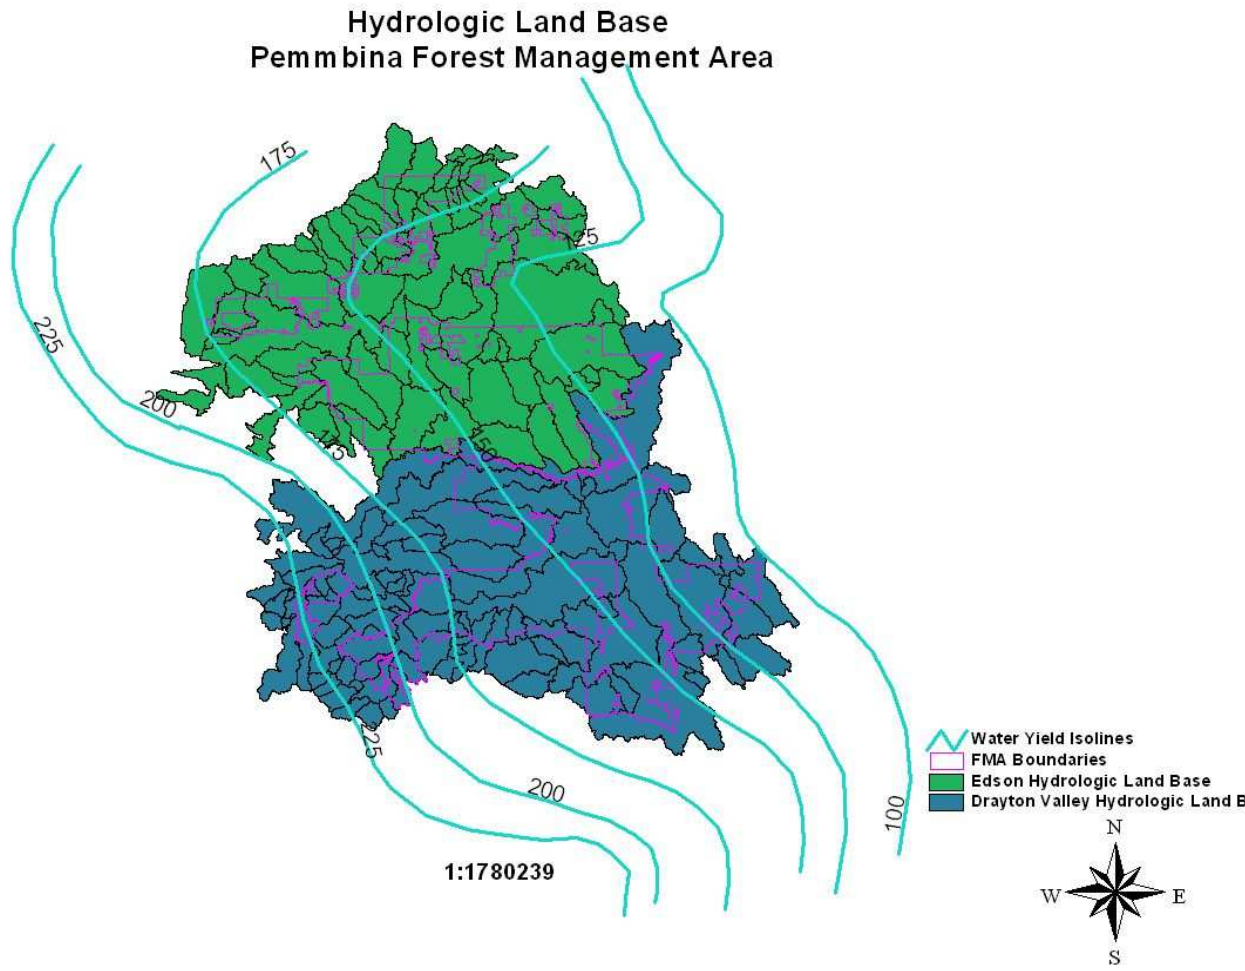 Hydrologic Land Base
Pemmbina Forest Management Area
175
125
225
200
175
150
225
200
100
Water Yield Isolines
FMA Boundaries
Edson Hydrologic Land Base
Drayton Valley Hydrologic Land B
1:1780239
N
W
E
S